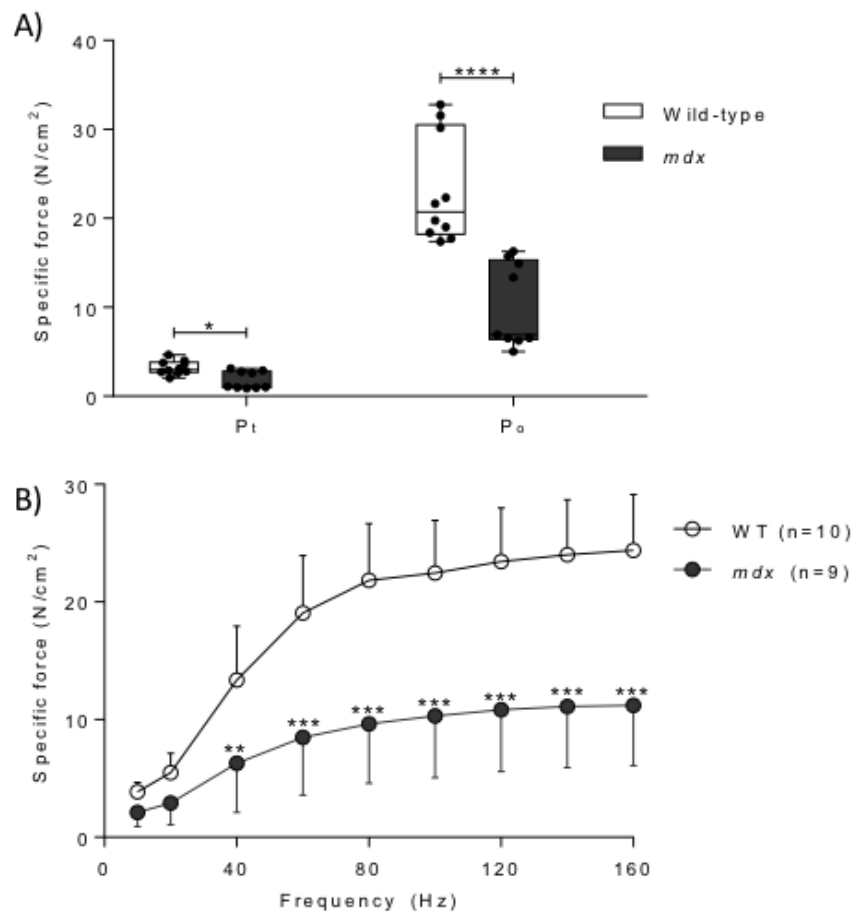 A)
Specific force (N/cm²)
40
30
20
10
0
****
*
Wild-type
mdx
Pt
Po
B)
Specific force (N/cm²)
30
20
10
0
WT (n=10)
mdx (n=9)
**
***
***
***
***
***
***
0
40
80
120
160
Frequency (Hz)